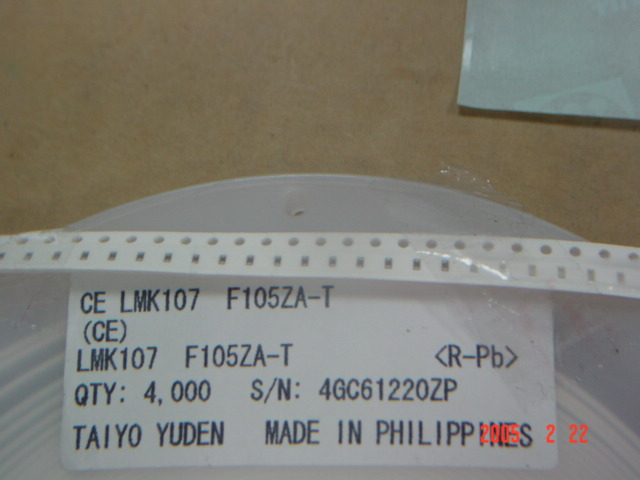 CE LMK107 F105ZA-T
(CE)
LMK107 F105ZA-T <R-Pb>
QTY: 4,000 S/N: 4GC61220ZP
TAIYO YUDEN MADE IN PHILIPPINES
2005 2 22